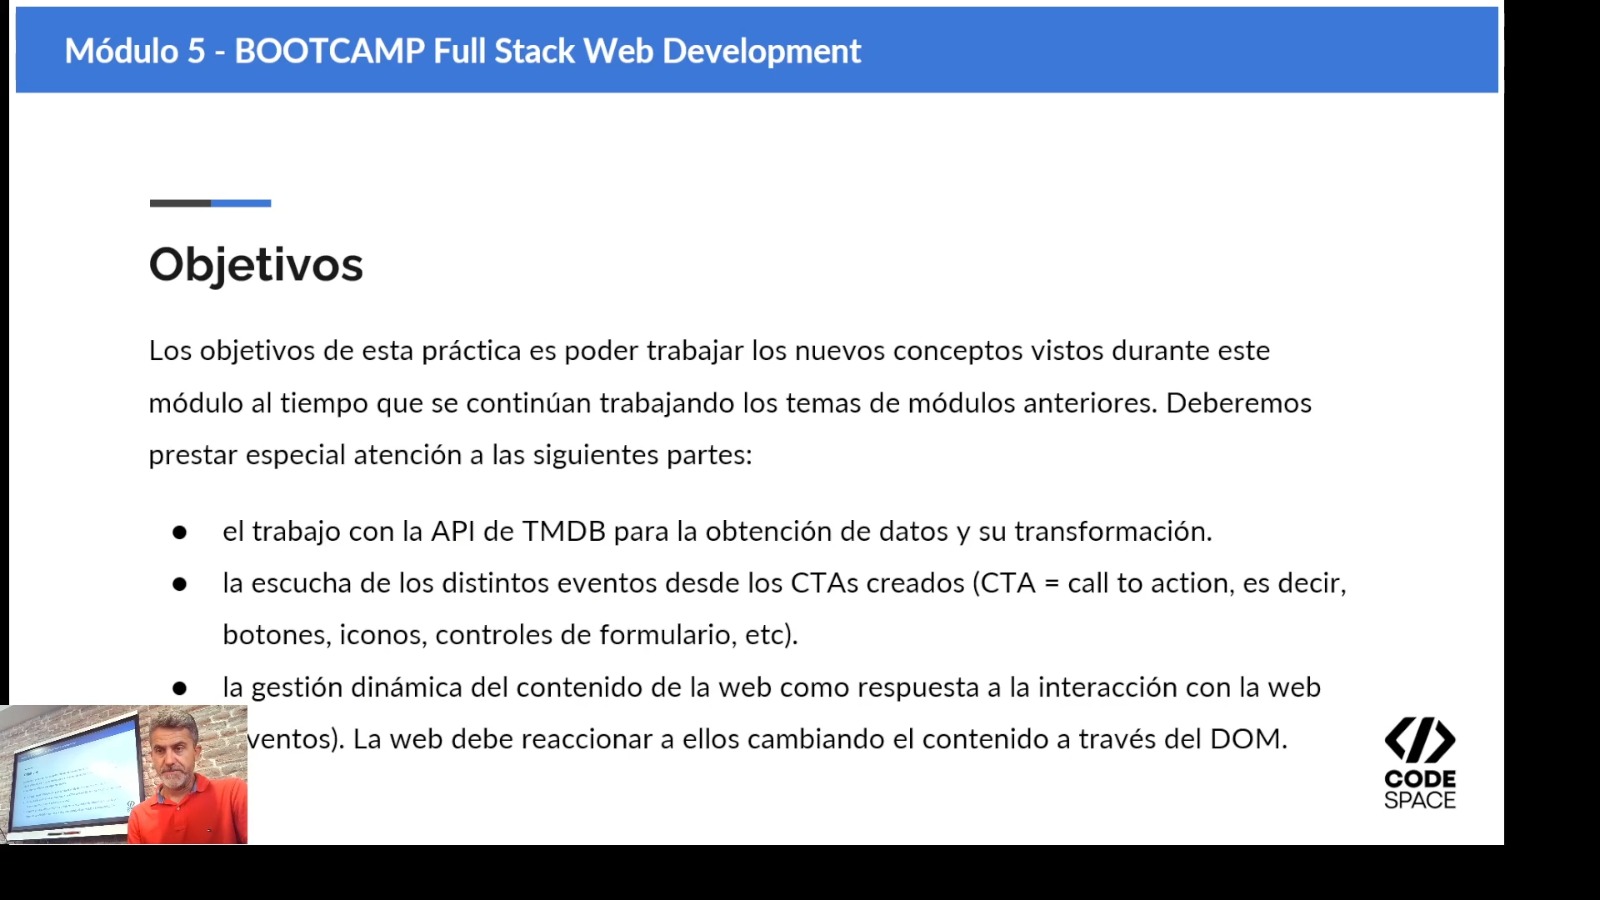 Módulo 5 - BOOTCAMP Full Stack Web Development
Objetivos
Los objetivos de esta práctica es poder trabajar los nuevos conceptos vistos durante este
módulo al tiempo que se continúan trabajando los temas de módulos anteriores. Deberemos
prestar especial atención a las siguientes partes:
● el trabajo con la API de TMDB para la obtención de datos y su transformación.
● la escucha de los distintos eventos desde los CTAs creados (CTA = call to action, es decir,
botones, iconos, controles de formulario, etc).
● la gestión dinámica del contenido de la web como respuesta a la interacción con la web
ventos). La web debe reaccionar a ellos cambiando el contenido a través del DOM.
CODE
SPACE